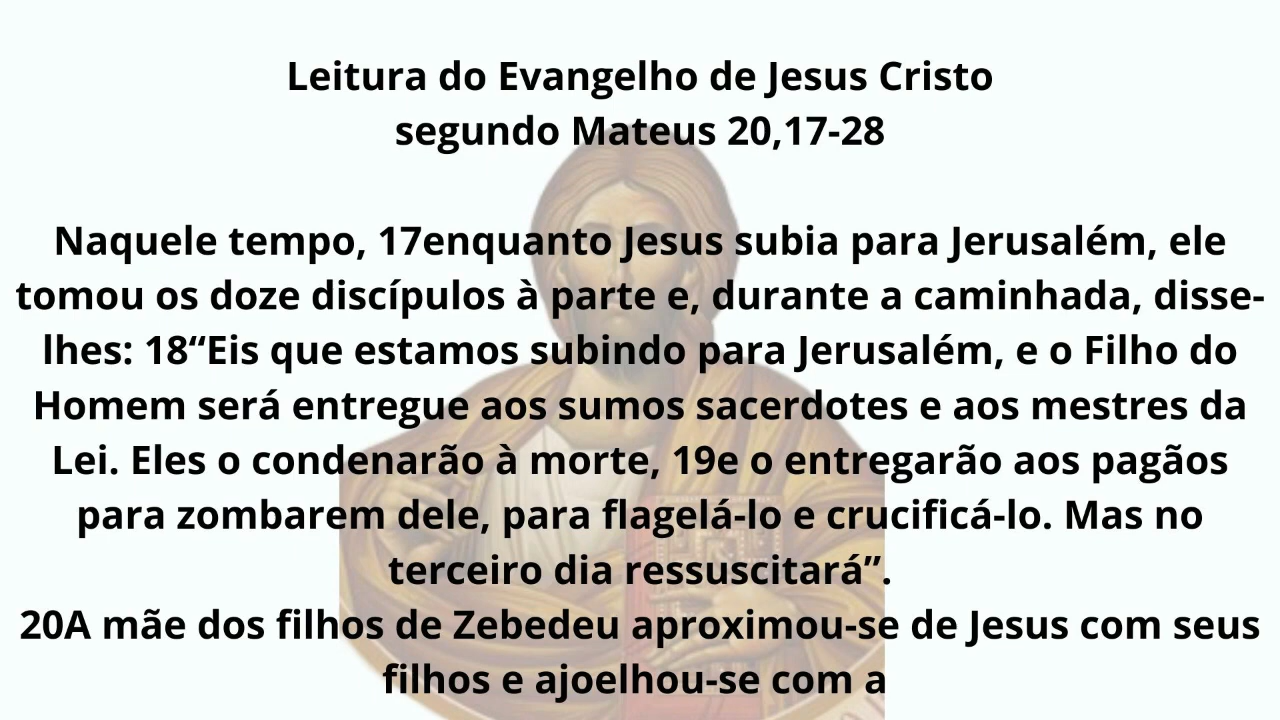 Leitura do Evangelho de Jesus Cristo
segundo Mateus 20,17-28
Naquele tempo, 17enquanto Jesus subia para Jerusalém, ele
tomou os doze discípulos à parte e, durante a caminhada, disse-
lhes: 18“Eis que estamos subindo para Jerusalém, e o Filho do
Homem será entregue aos sumos sacerdotes e aos mestres da
Lei. Eles o condenarão à morte, 19e o entregarão aos pagãos
para zombarem dele, para flagelá-lo e crucificá-lo. Mas no
terceiro dia ressuscitará”.
20A mãe dos filhos de Zebedeu aproximou-se de Jesus com seus
filhos e ajoelhou-se com a